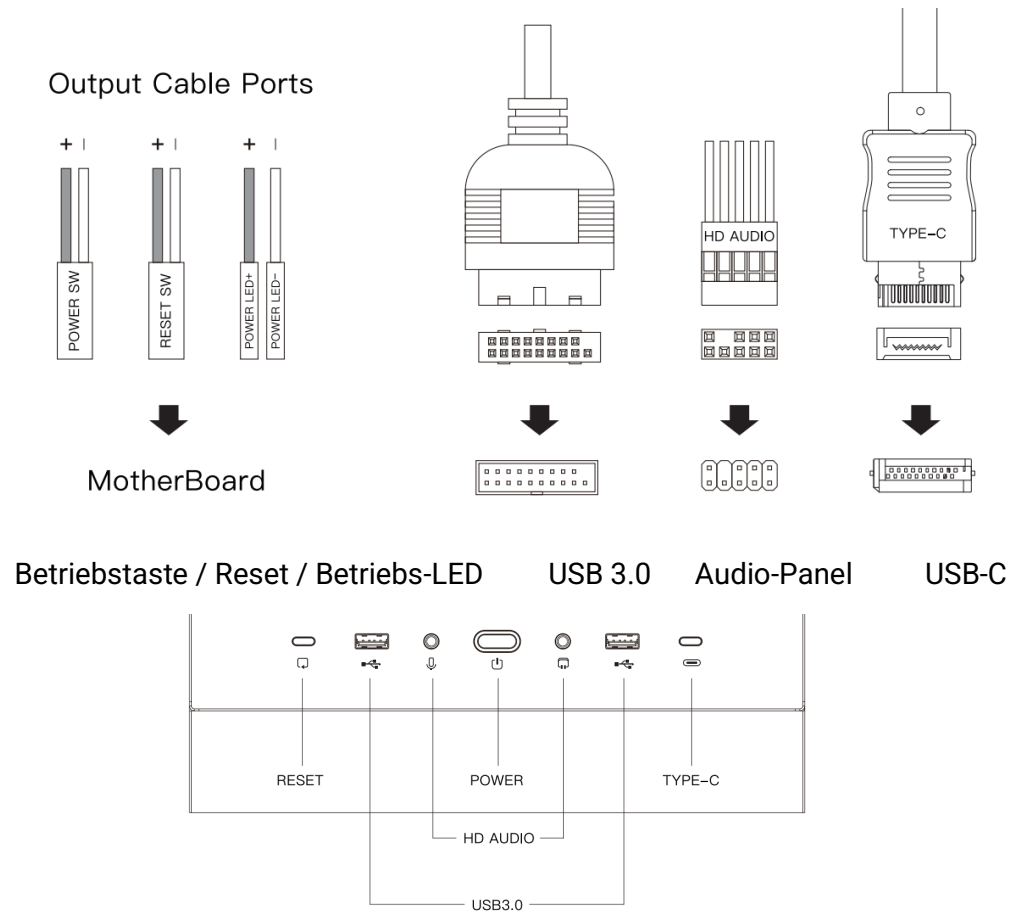 Output Cable Ports
+ − + − + −
POWER SW
RESET SW
POWER LED+
POWER LED-
HD AUDIO
TYPE-C
MotherBoard
Betriebstaste / Reset / Betriebs-LED USB 3.0 Audio-Panel USB-C
RESET POWER TYPE-C
HD AUDIO
USB3.0